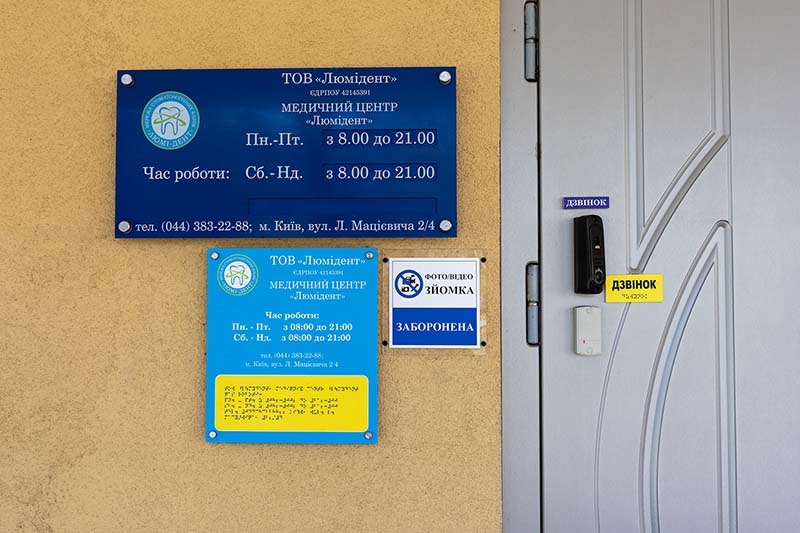 ТОВ «Люмідент»
ЄДРПОУ 42145391
МЕДИЧНИЙ ЦЕНТР
"Люмідент"
Пн.-Пт. з 8.00 до 21.00
Час роботи: Сб.-Нд. з 8.00 до 21.00
тел. (044) 383-22-88; м. Київ, вул. Л. Мацієвича 2/4
ЛЮМІ-ДЕНТ
ТОВ «Люмідент»
ЄДРПОУ 42145391
МЕДИЧНИЙ ЦЕНТР
"Люмідент"
Час роботи:
Пн. - Пт. з 08:00 до 21:00
Сб. - Нд. з 08:00 до 21:00
тел. (044) 383-22-88;
м. Київ, вул. Л. Мацієвича 2/4
ФОТО/ВІДЕО
ЗЙОМКА
ЗАБОРОНЕНА
ДЗВІНОК
ДЗВІНОК